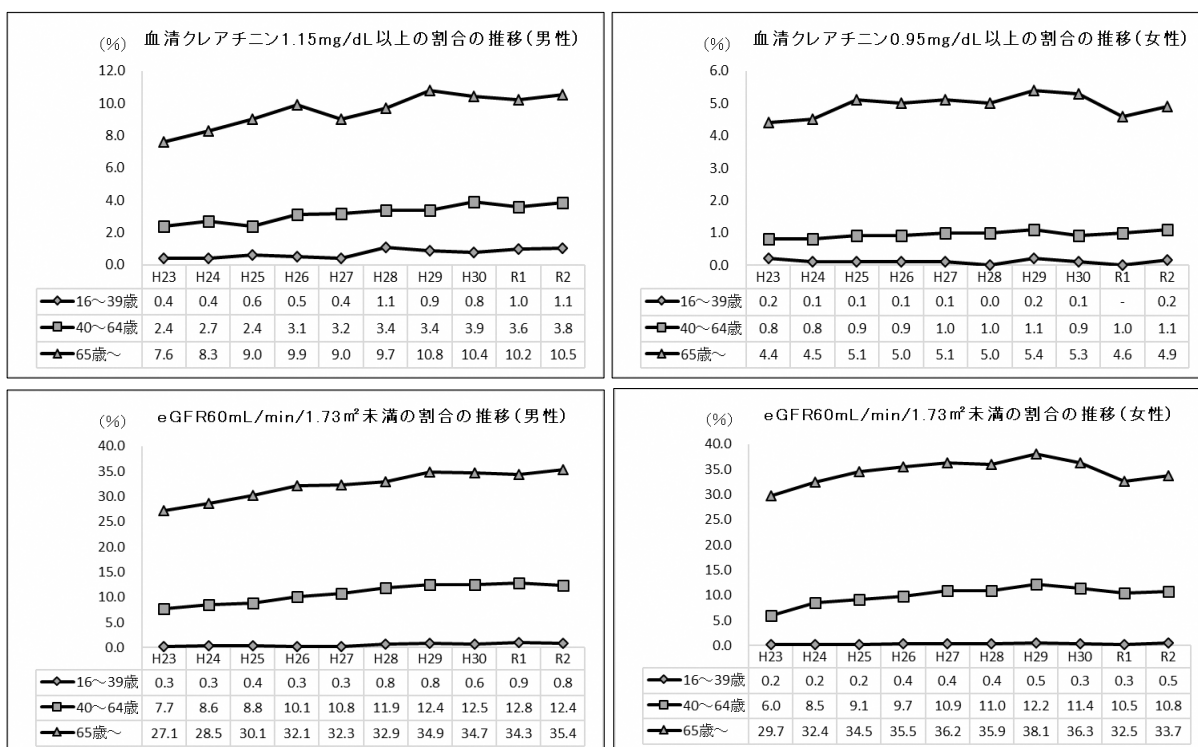 血清クレアチニン1.15mg/dL以上の割合の推移(男性)
(%)
12.0
10.0
8.0
6.0
4.0
2.0
0.0
H23 H24 H25 H26 H27 H28 H29 H30 R1 R2
16～39歳 0.4 0.4 0.6 0.5 0.4 1.1 0.9 0.8 1.0 1.1
40～64歳 2.4 2.7 2.4 3.1 3.2 3.4 3.4 3.9 3.6 3.8
65歳～ 7.6 8.3 9.0 9.9 9.0 9.7 10.8 10.4 10.2 10.5
血清クレアチニン0.95mg/dL以上の割合の推移(女性)
(%)
6.0
5.0
4.0
3.0
2.0
1.0
0.0
H23 H24 H25 H26 H27 H28 H29 H30 R1 R2
16～39歳 0.2 0.1 0.1 0.1 0.1 0.0 0.2 0.1 - 0.2
40～64歳 0.8 0.8 0.9 0.9 1.0 1.0 1.1 0.9 1.0 1.1
65歳～ 4.4 4.5 5.1 5.0 5.1 5.0 5.4 5.3 4.6 4.9
eGFR60mL/min/1.73㎡未満の割合の推移(男性)
(%)
40.0
35.0
30.0
25.0
20.0
15.0
10.0
5.0
0.0
H23 H24 H25 H26 H27 H28 H29 H30 R1 R2
16～39歳 0.3 0.3 0.4 0.3 0.3 0.8 0.8 0.6 0.9 0.8
40～64歳 7.7 8.6 8.8 10.1 10.8 11.9 12.4 12.5 12.8 12.4
65歳～ 27.1 28.5 30.1 32.1 32.3 32.9 34.9 34.7 34.3 35.4
eGFR60mL/min/1.73㎡未満の割合の推移(女性)
(%)
40.0
35.0
30.0
25.0
20.0
15.0
10.0
5.0
0.0
H23 H24 H25 H26 H27 H28 H29 H30 R1 R2
16～39歳 0.2 0.2 0.2 0.4 0.4 0.4 0.5 0.3 0.3 0.5
40～64歳 6.0 8.5 9.1 9.7 10.9 11.0 12.2 11.4 10.5 10.8
65歳～ 29.7 32.4 34.5 35.5 36.2 35.9 38.1 36.3 32.5 33.7